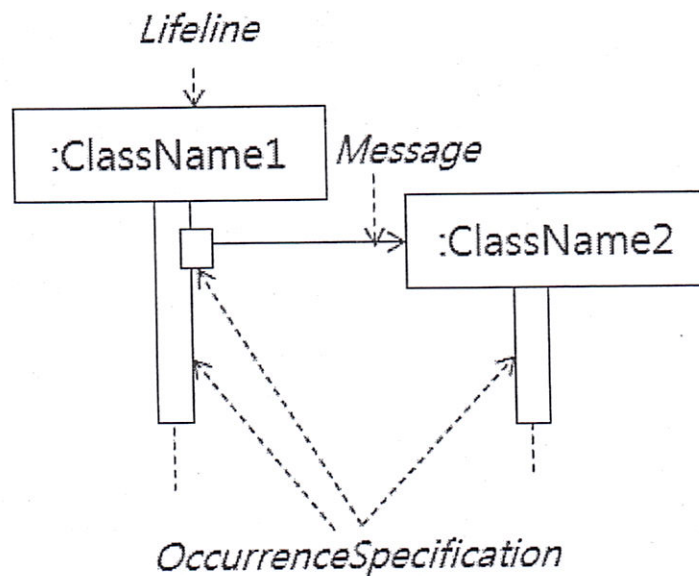 Lifeline
:ClassName1
Message
:ClassName2
OccurrenceSpecification